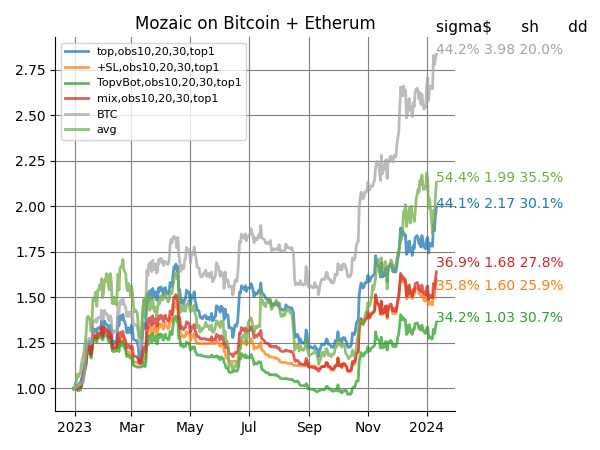 Mozaic on Bitcoin + Etherum
sigma$ sh dd
top,obs10,20,30,top1
+SL,obs10,20,30,top1
TopvBot,obs10,20,30,top1
mix,obs10,20,30,top1
BTC
avg
44.2% 3.98 20.0%
54.4% 1.99 35.5%
44.1% 2.17 30.1%
36.9% 1.68 27.8%
35.8% 1.60 25.9%
34.2% 1.03 30.7%
2.75
2.50
2.25
2.00
1.75
1.50
1.25
1.00
2023 Mar May Jul Sep Nov 2024